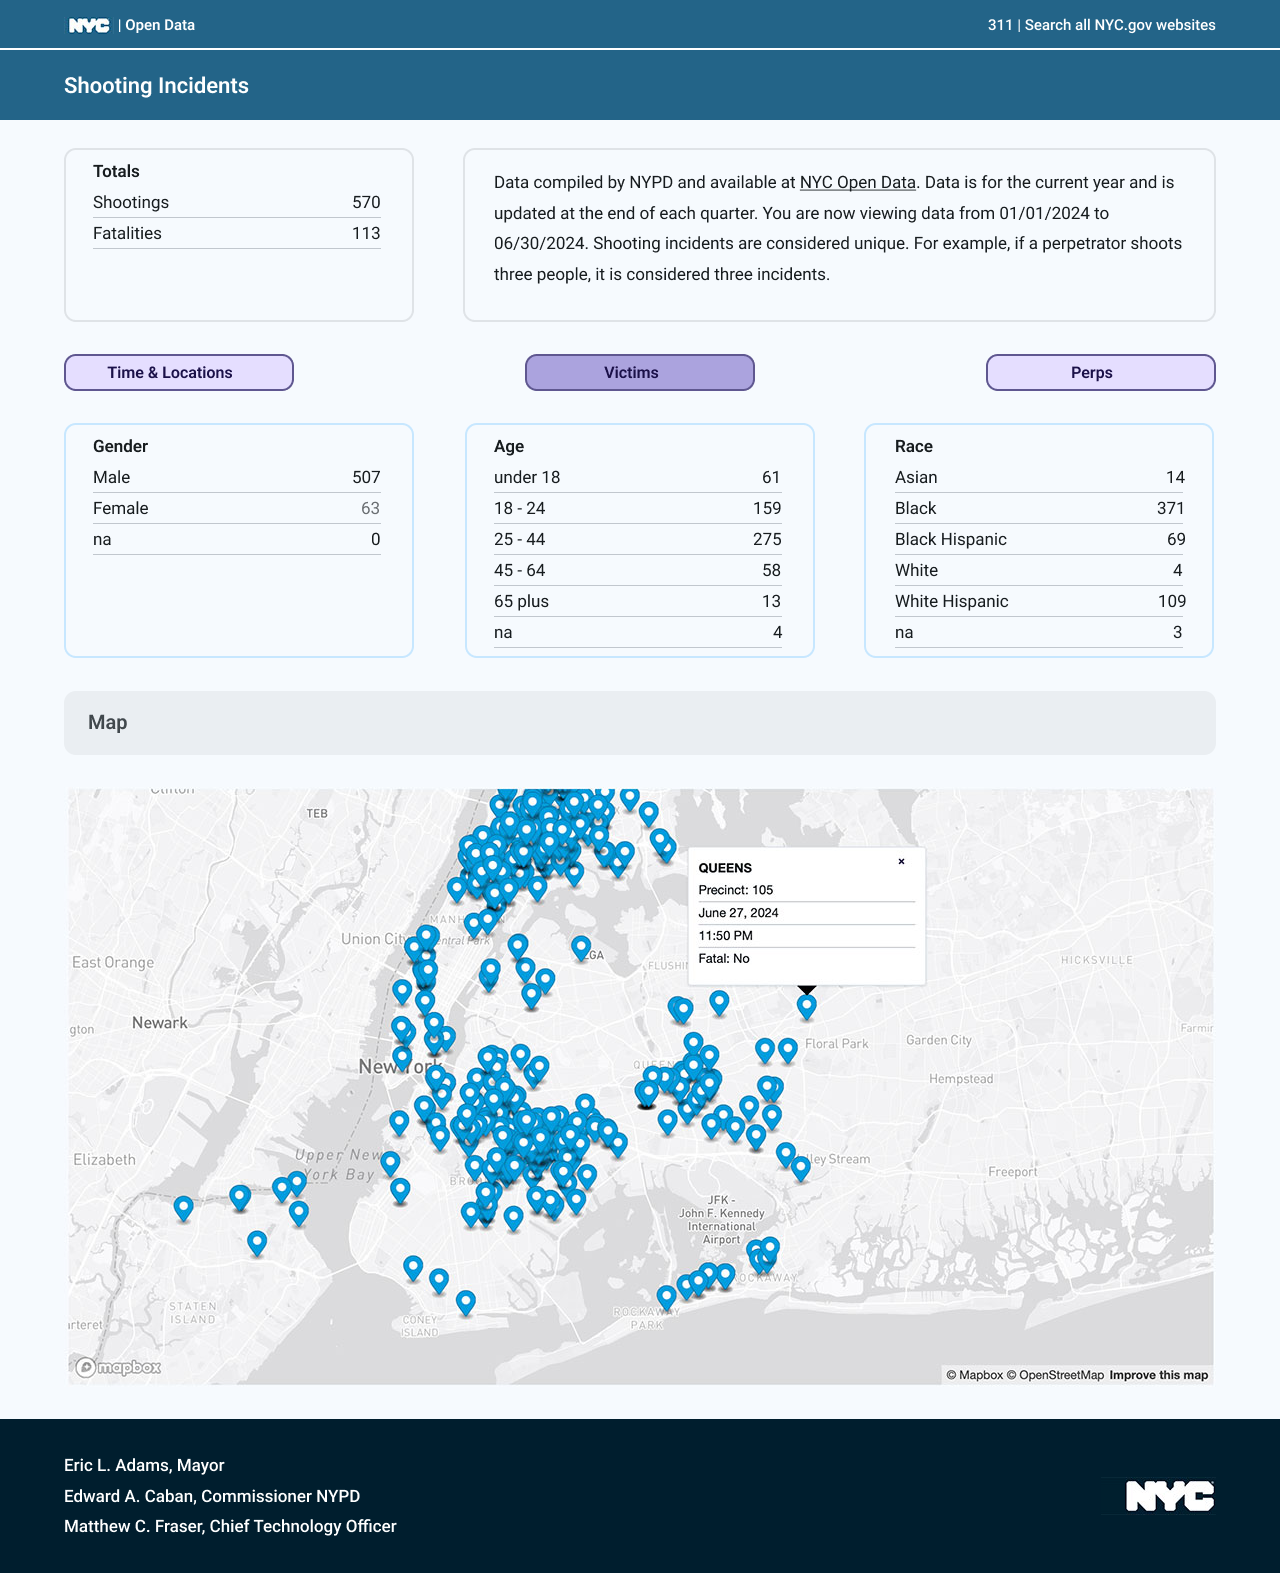 NYC | Open Data
311 | Search all NYC.gov websites
Shooting Incidents
Totals
Shootings 570
Fatalities 113
Data compiled by NYPD and available at NYC Open Data. Data is for the current year and is
updated at the end of each quarter. You are now viewing data from 01/01/2024 to
06/30/2024. Shooting incidents are considered unique. For example, if a perpetrator shoots
three people, it is considered three incidents.
Time & Locations
Victims
Perps
Gender
Male 507
Female 63
na 0
Age
under 18 61
18 - 24 159
25 - 44 275
45 - 64 58
65 plus 13
na 4
Race
Asian 14
Black 371
Black Hispanic 69
White 4
White Hispanic 109
na 3
Map
Clifton
TEB
QUEENS ×
Precinct: 105
June 27, 2024
11:50 PM
Fatal: No
MANH
Union City
entral Park
GA
FLUSHI
HICKSVILLE
East Orange
Newark
gton
Farmin
Floral Park
Garden City
New York
QUEEN
Hempstead
Elizabeth
Upper New
York Bay
lley Stream
Freeport
BRO
JFK -
John F. Kennedy
International
Airport
OCKAWAY
STATEN
ISLAND
CONEY
ISLAND
ROCKAWAY
PARK
arteret
mapbox
© Mapbox © OpenStreetMap Improve this map
Eric L. Adams, Mayor
Edward A. Caban, Commissioner NYPD
Matthew C. Fraser, Chief Technology Officer
NYC